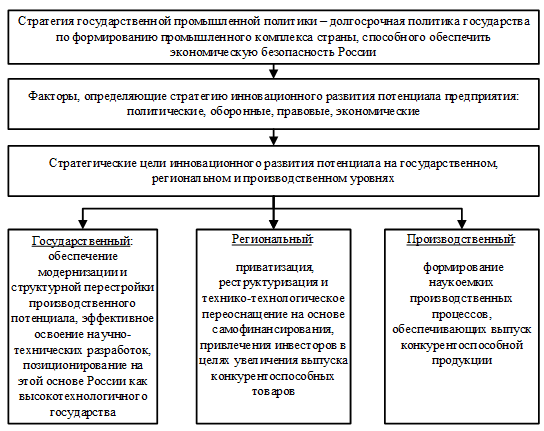 Стратегия государственной промышленной политики – долгосрочная политика государства
по формированию промышленного комплекса страны, способного обеспечить
экономическую безопасность России
Факторы, определяющие стратегию инновационного развития потенциала предприятия:
политические, оборонные, правовые, экономические
Стратегические цели инновационного развития потенциала на государственном,
региональном и производственном уровнях
Государственный:
обеспечение
модернизации и
структурной перестройки
производственного
потенциала, эффективное
освоение научно-
технических разработок,
позиционирование на
этой основе России как
высокотехнологичного
государства
Региональный:
приватизация,
реструктуризация и
технико-технологическое
переоснащение на основе
самофинансирования,
привлечения инвесторов в
целях увеличения выпуска
конкурентоспособных
товаров
Производственный:
формирование
наукоемких
производственных
процессов,
обеспечивающих выпуск
конкурентоспособной
продукции